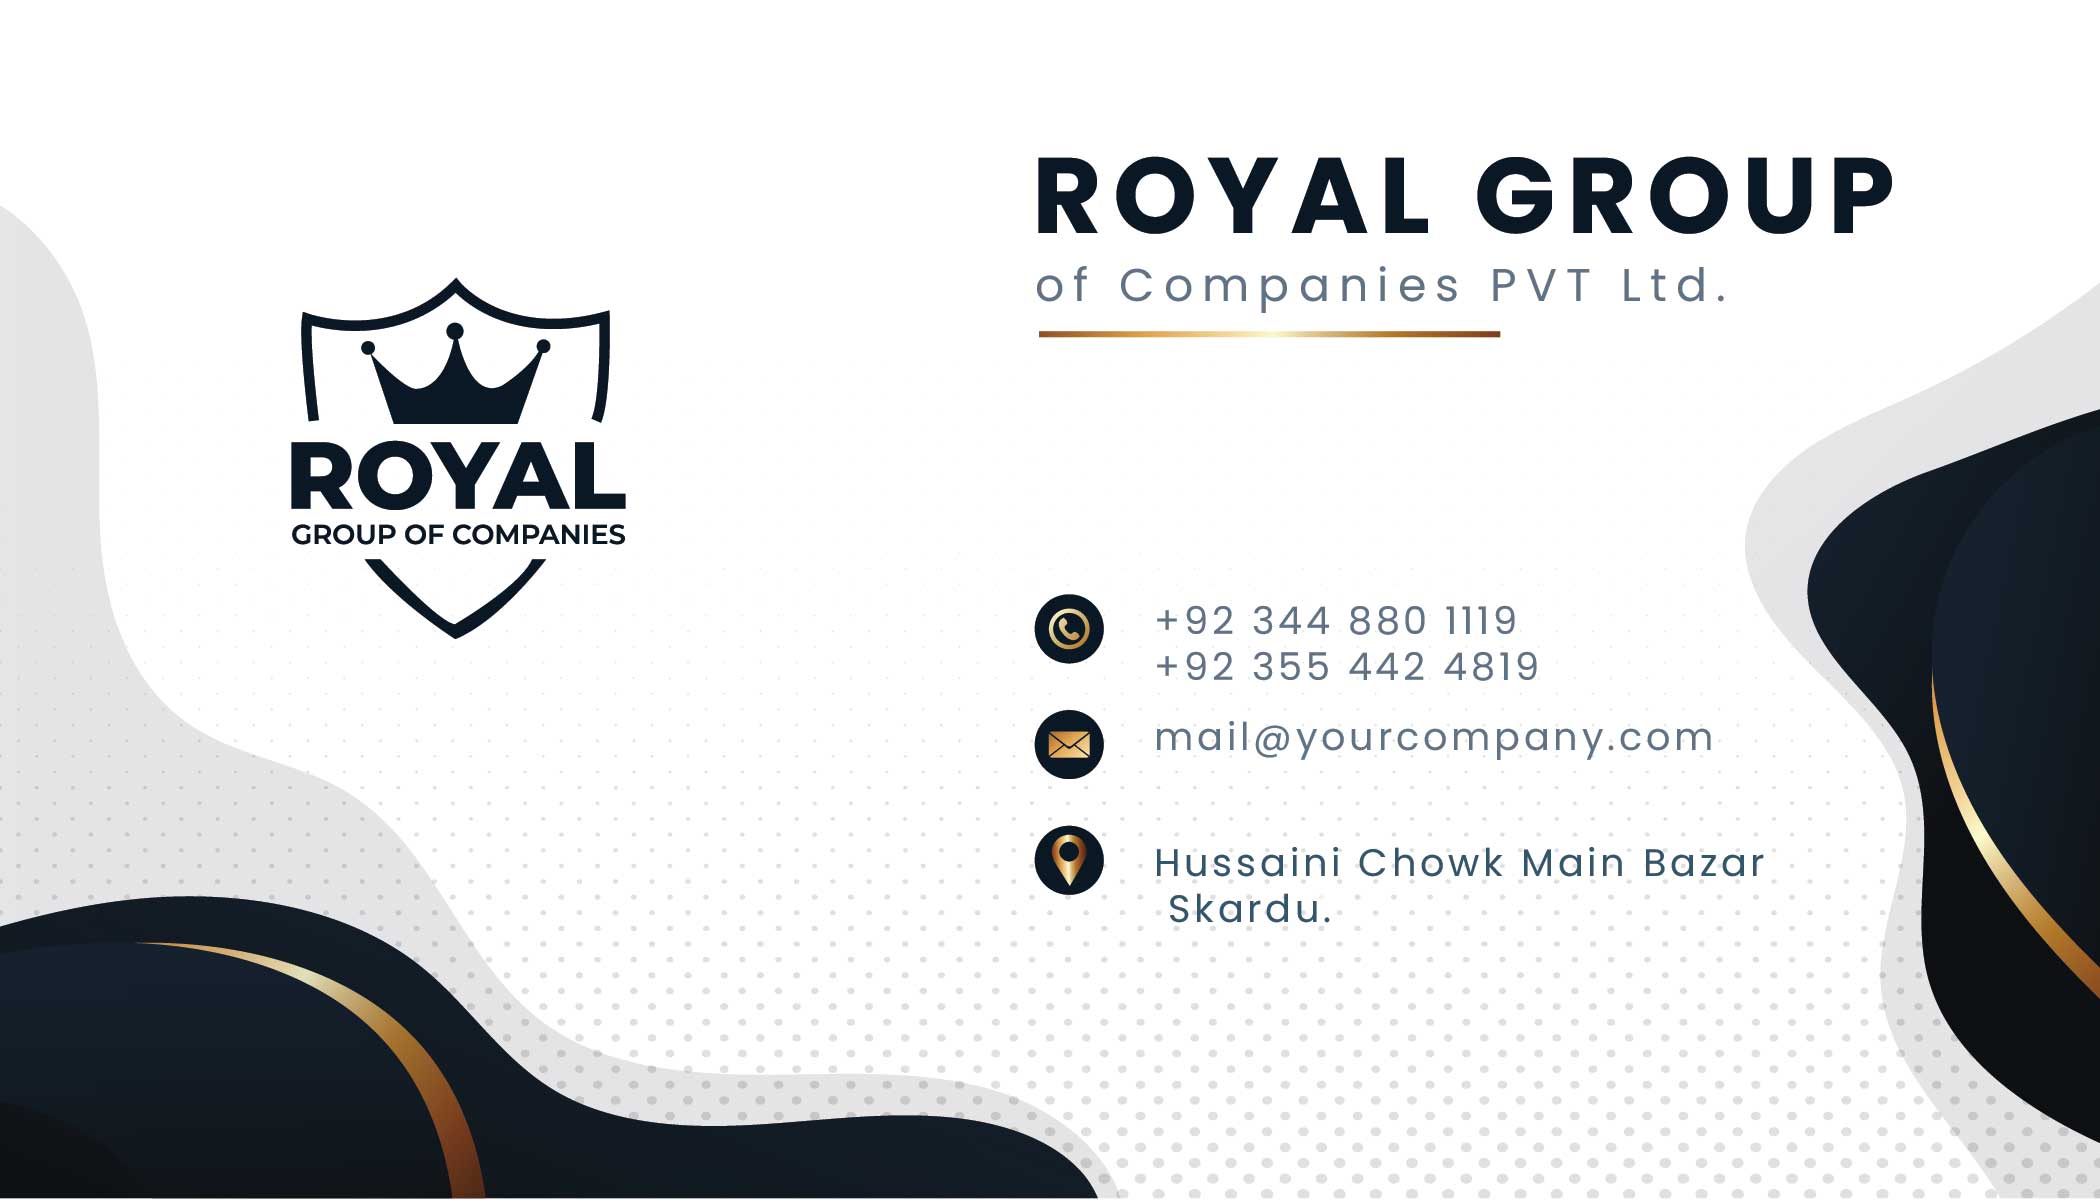 ROYAL
GROUP OF COMPANIES
ROYAL GROUP
of Companies PVT Ltd.
+92 344 880 1119
+92 355 442 4819
mail@yourcompany.com
Hussaini Chowk Main Bazar
Skardu.